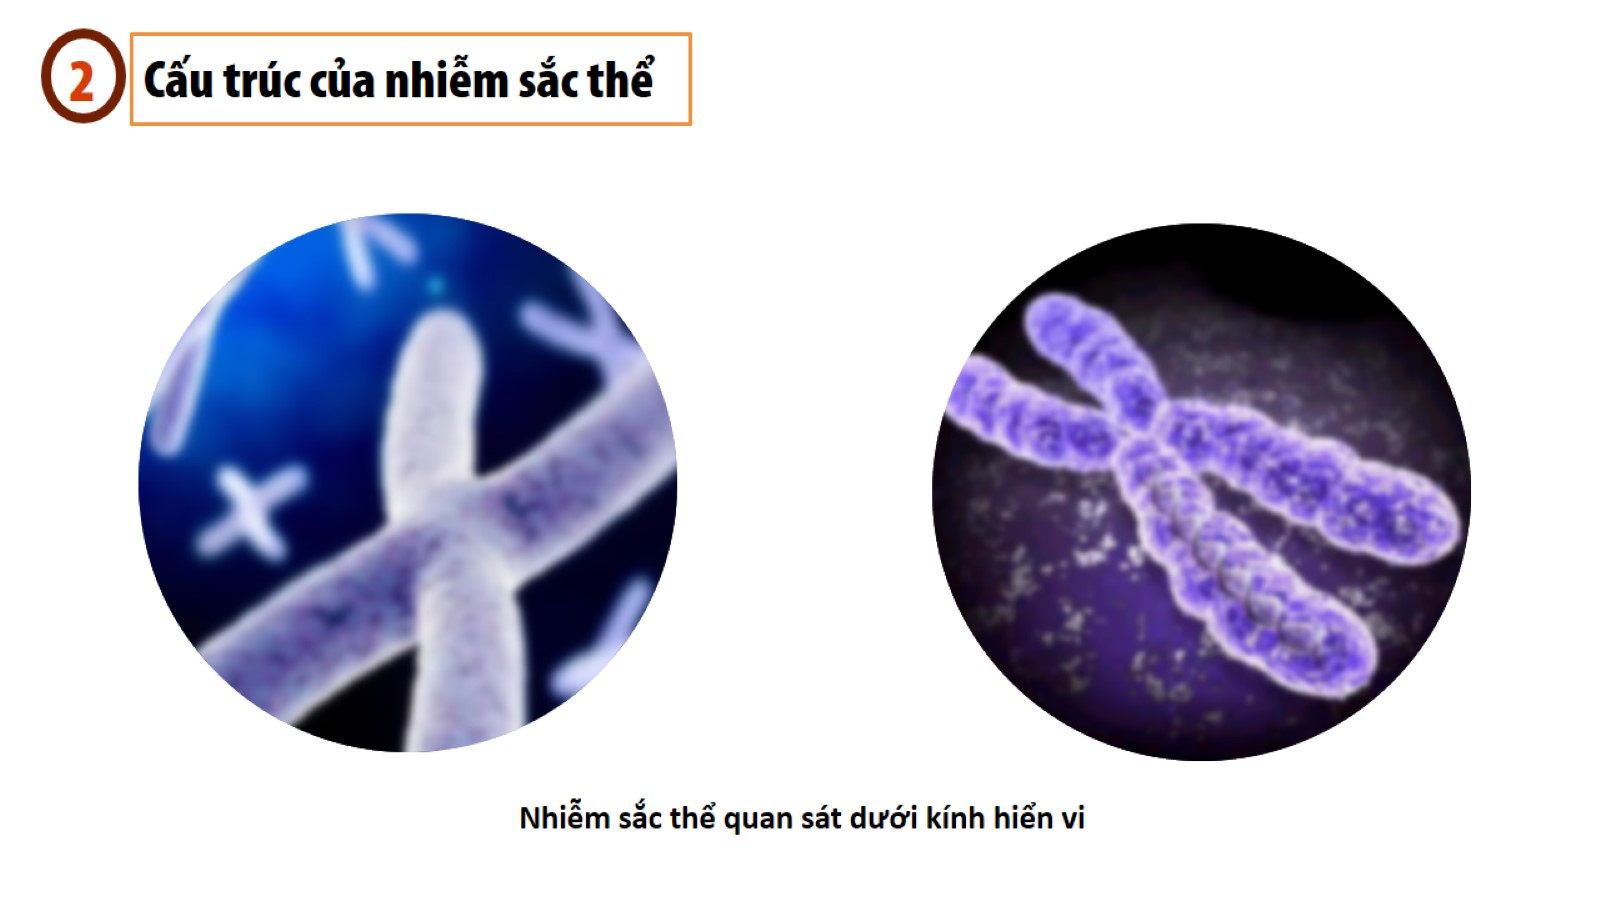 2
Cấu trúc của nhiễm sắc thể
Nhiễm sắc thể quan sát dưới kính hiển vi